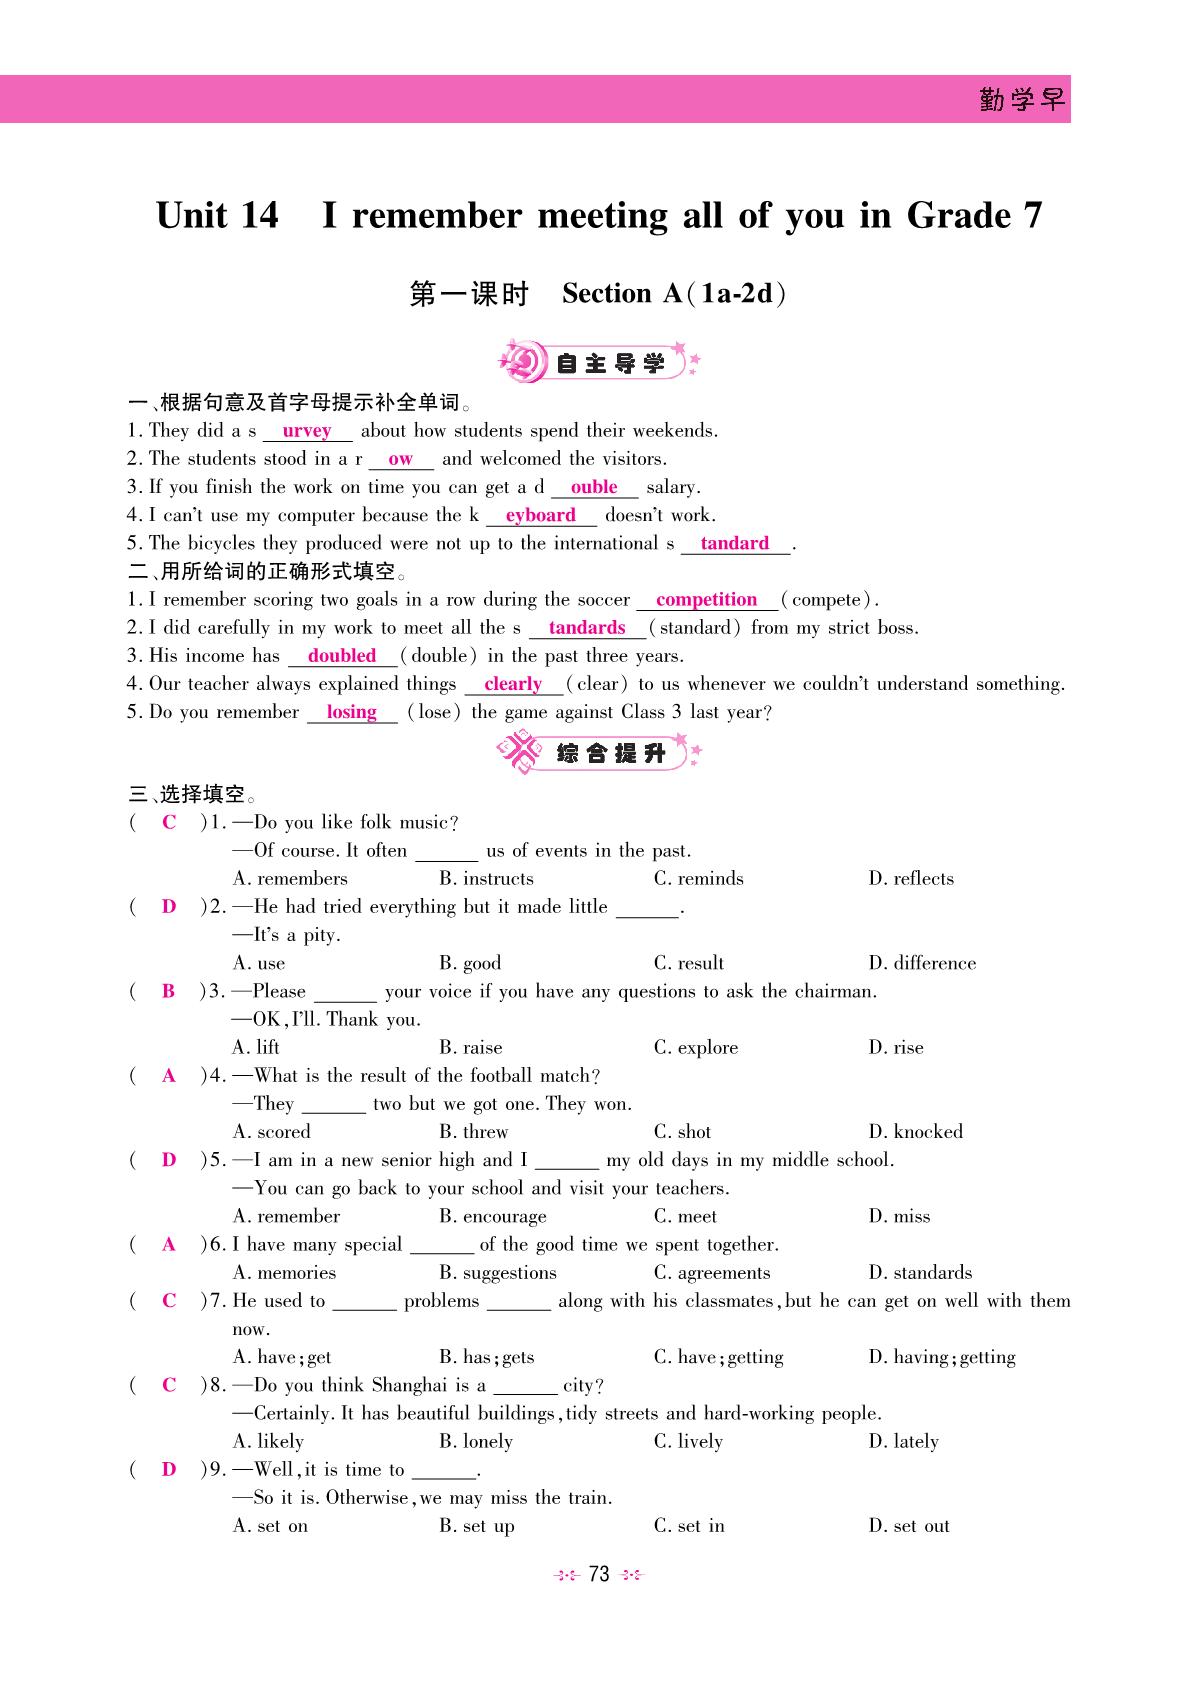 勤学早
Unit 14 I remember meeting all of you in Grade 7
第一课时 Section A(1a-2d)
自主导学
一、根据句意及首字母提示补全单词。
1. They did a s urvey about how students spend their weekends.
2. The students stood in a r ow and welcomed the visitors.
3. If you finish the work on time you can get a d ouble salary.
4. I can't use my computer because the k eyboard doesn't work.
5. The bicycles they produced were not up to the international s tandard .
二、用所给词的正确形式填空。
1. I remember scoring two goals in a row during the soccer competition (compete).
2. I did carefully in my work to meet all the s tandards (standard) from my strict boss.
3. His income has doubled (double) in the past three years.
4. Our teacher always explained things clearly (clear) to us whenever we couldn't understand something.
5. Do you remember losing (lose) the game against Class 3 last year?
综合提升
三、选择填空。
( C )1. —Do you like folk music?
—Of course. It often ______ us of events in the past.
A. remembers B. instructs C. reminds D. reflects
( D )2. —He had tried everything but it made little ______.
—It's a pity.
A. use B. good C. result D. difference
( B )3. —Please ______ your voice if you have any questions to ask the chairman.
—OK, I'll. Thank you.
A. lift B. raise C. explore D. rise
( A )4. —What is the result of the football match?
—They ______ two but we got one. They won.
A. scored B. threw C. shot D. knocked
( D )5. —I am in a new senior high and I ______ my old days in my middle school.
—You can go back to your school and visit your teachers.
A. remember B. encourage C. meet D. miss
( A )6. I have many special ______ of the good time we spent together.
A. memories B. suggestions C. agreements D. standards
( C )7. He used to ______ problems ______ along with his classmates, but he can get on well with them
now.
A. have; get B. has; gets C. have; getting D. having; getting
( C )8. —Do you think Shanghai is a ______ city?
—Certainly. It has beautiful buildings, tidy streets and hard-working people.
A. likely B. lonely C. lively D. lately
( D )9. —Well, it is time to ______.
—So it is. Otherwise, we may miss the train.
A. set on B. set up C. set in D. set out
73